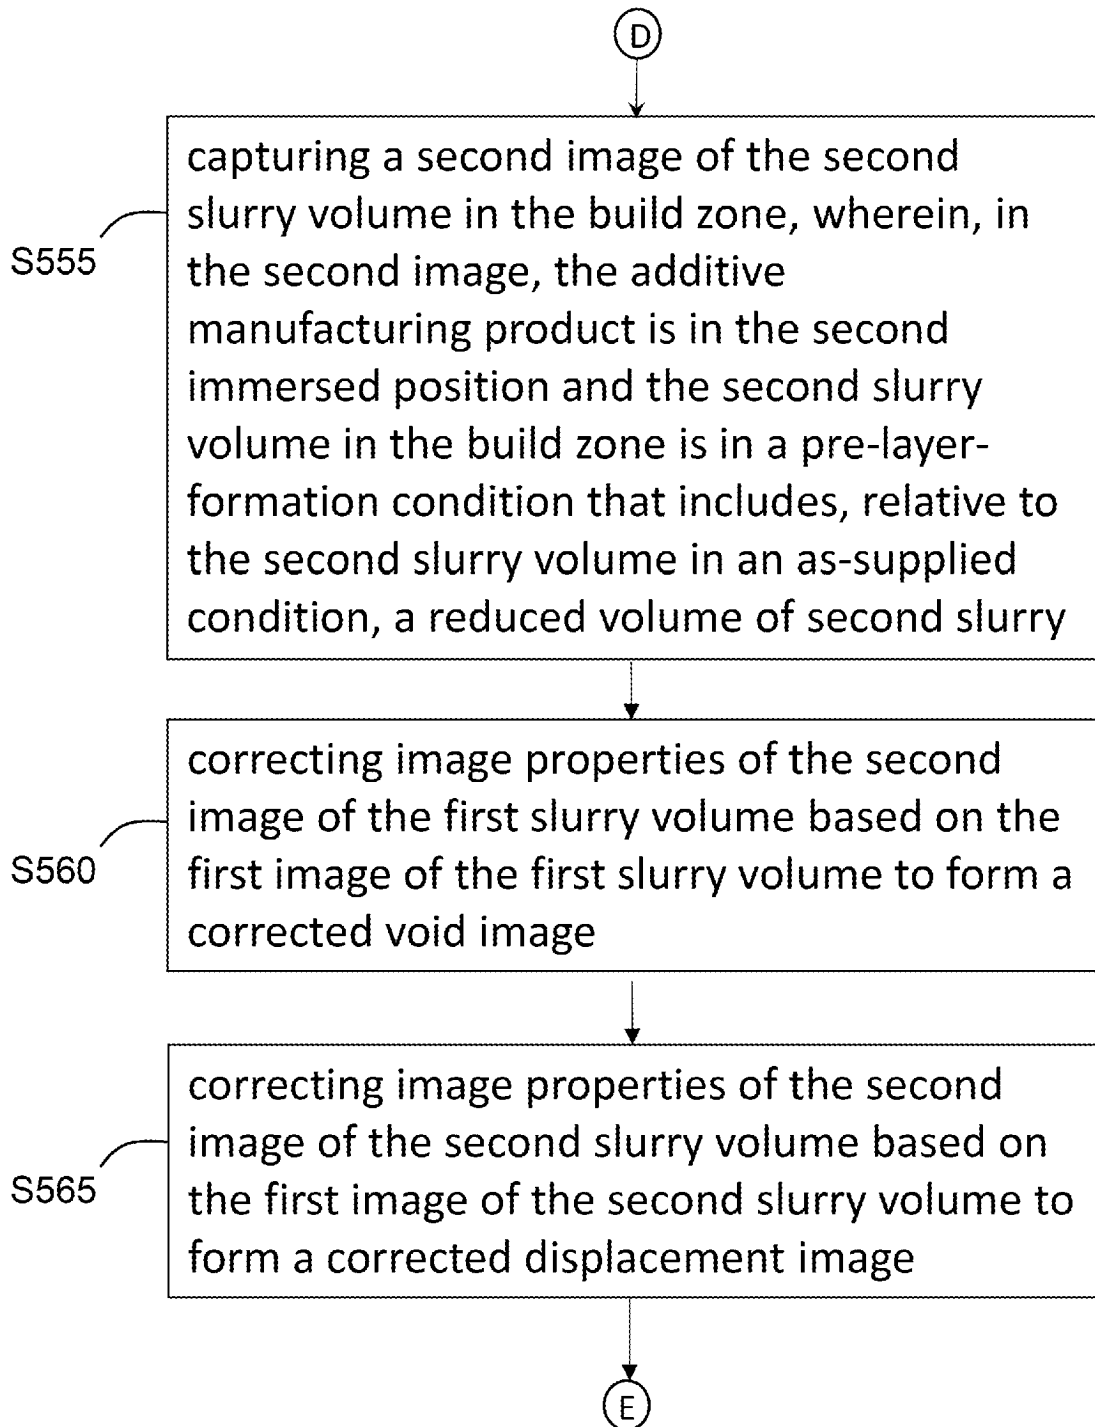 D
capturing a second image of the second
slurry volume in the build zone, wherein, in
the second image, the additive
manufacturing product is in the second
immersed position and the second slurry
volume in the build zone is in a pre-layer-
formation condition that includes, relative to
the second slurry volume in an as-supplied
condition, a reduced volume of second slurry
S555
correcting image properties of the second
image of the first slurry volume based on the
first image of the first slurry volume to form a
corrected void image
S560
correcting image properties of the second
image of the second slurry volume based on
the first image of the second slurry volume to
form a corrected displacement image
S565
E